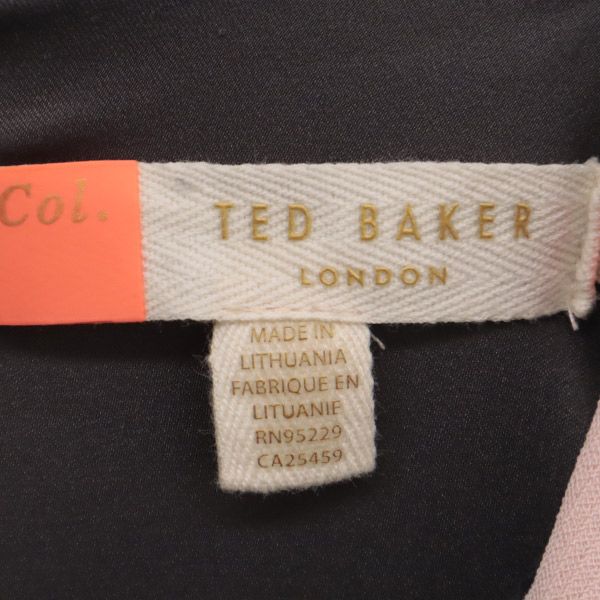 Col.
TED BAKER
LONDON
MADE IN
LITHUANIA
FABRIQUE EN
LITUANIE
RN95229
CA25459